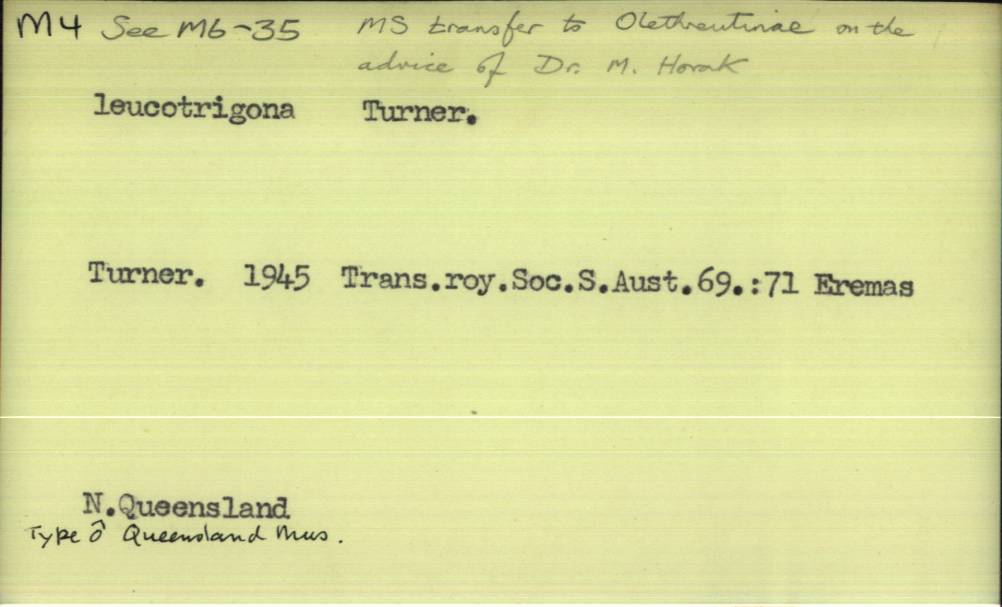 M4 See M6-35 MS transfer to Olethreutinae on the
advice of Dr. M. Horak
leucotrigona Turner.
Turner. 1945 Trans.roy.Soc.S.Aust.69.:71 Eremas
N.Queensland
Type ♂ Queensland Mus.